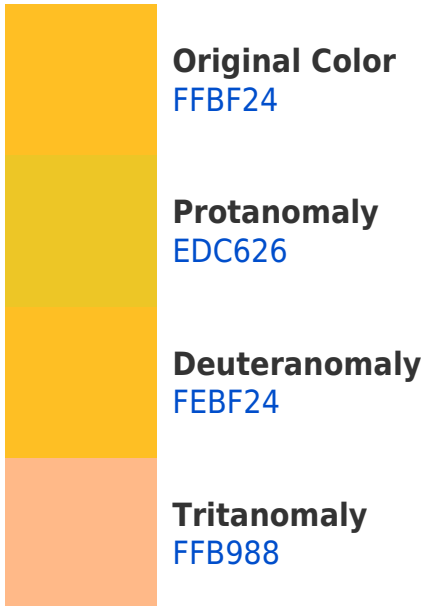 Original Color
FFBF24
Protanomaly
EDC626
Deuteranomaly
FEBF24
Tritanomaly
FFB988